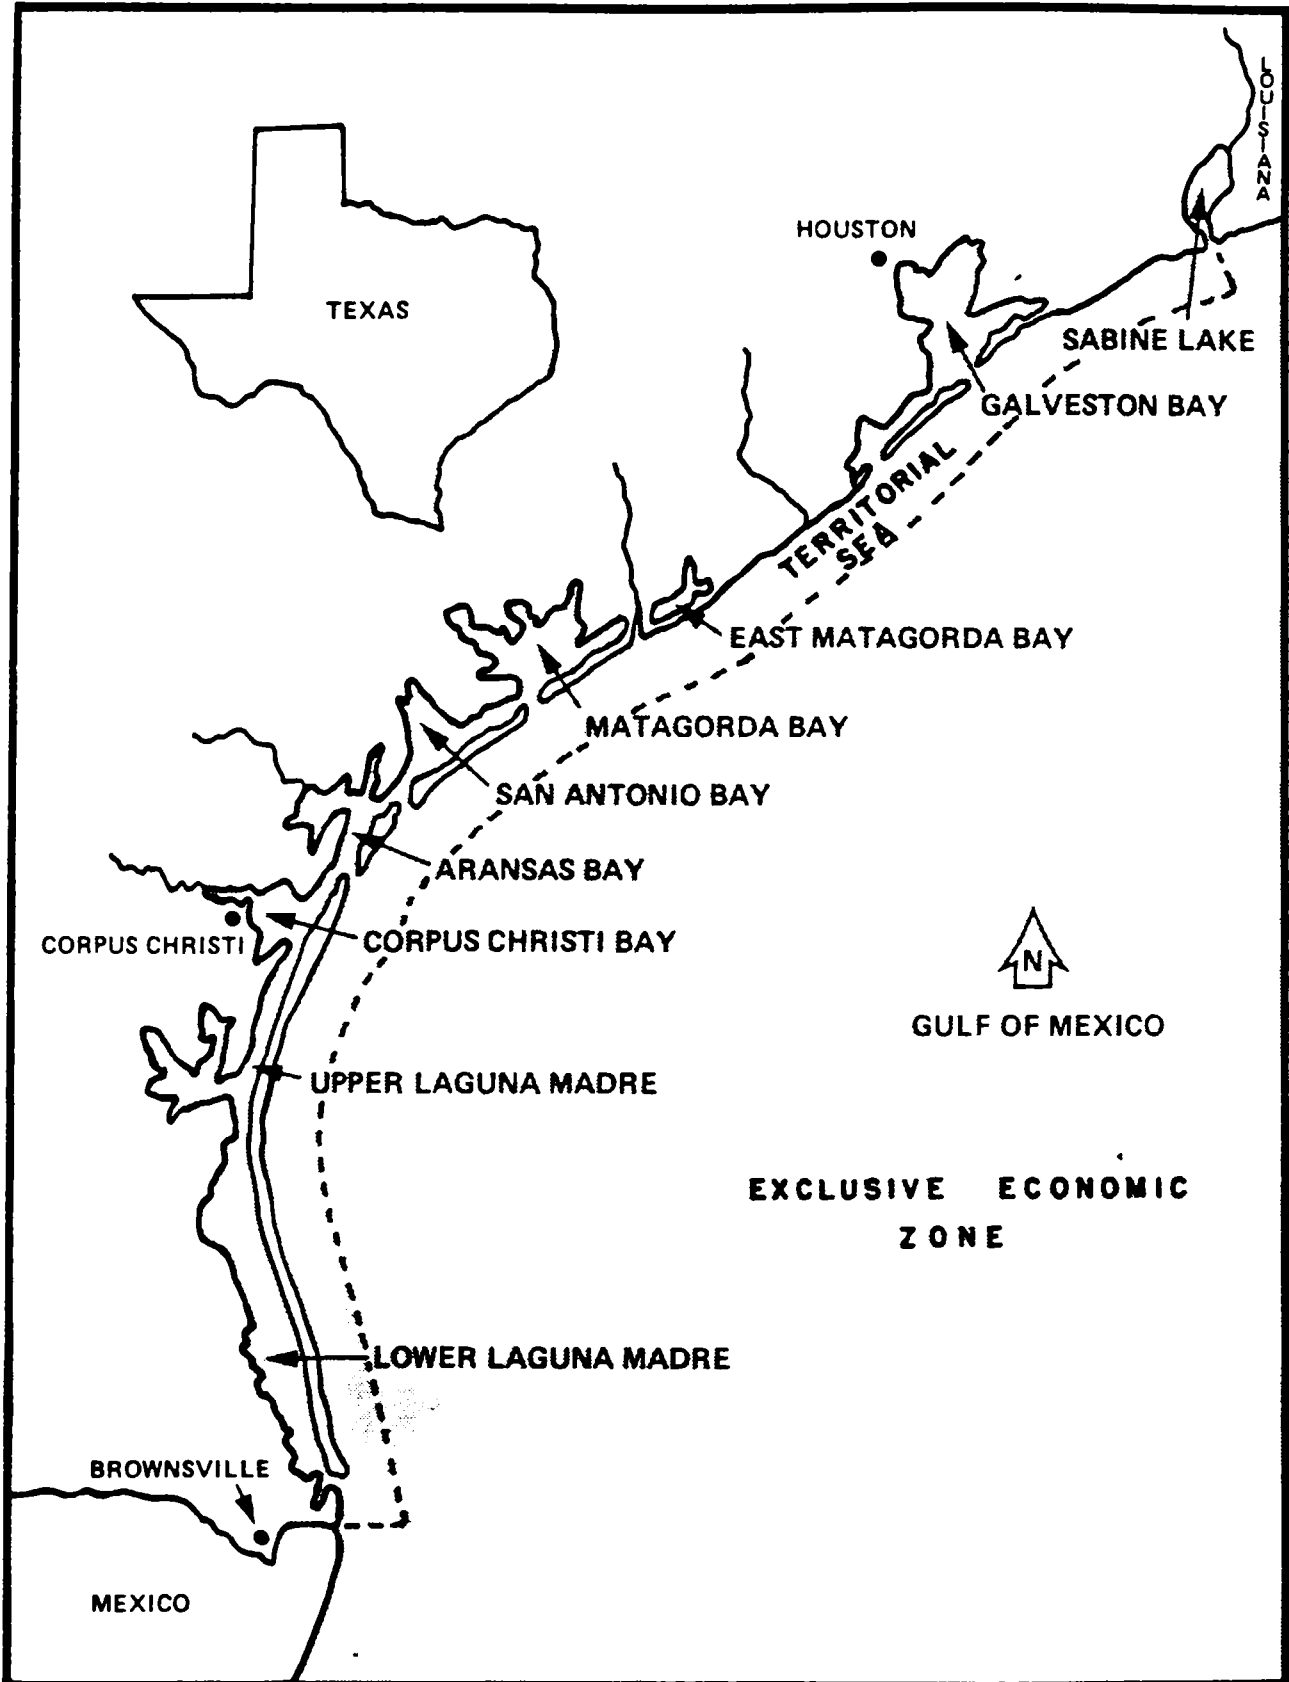 LOUISIANA
HOUSTON
TEXAS
SABINE LAKE
GALVESTON BAY
TERRITORIAL
SEA
EAST MATAGORDA BAY
MATAGORDA BAY
SAN ANTONIO BAY
ARANSAS BAY
CORPUS CHRISTI
CORPUS CHRISTI BAY
N
GULF OF MEXICO
UPPER LAGUNA MADRE
EXCLUSIVE ECONOMIC
ZONE
LOWER LAGUNA MADRE
BROWNSVILLE
MEXICO